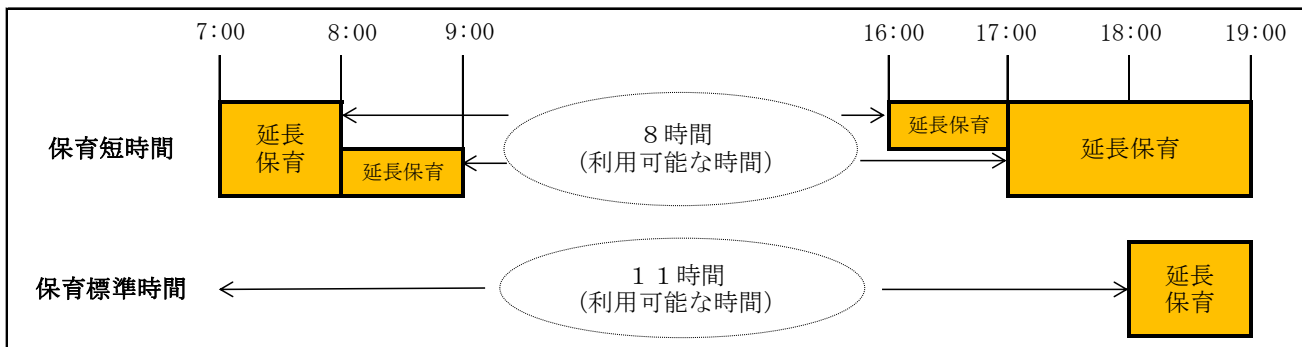 7:00 8:00 9:00 16:00 17:00 18:00 19:00
保育短時間
延長
保育
延長保育
８時間
（利用可能な時間）
延長保育
延長保育
保育標準時間
１１時間
（利用可能な時間）
延長
保育